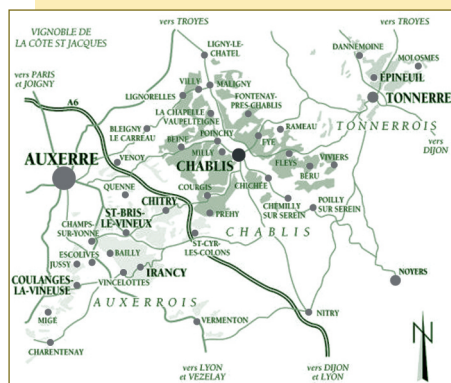 VIGNOBLE DE
LA CÔTE ST JACQUES
vers TROYES
LIGNY-LE-
CHATEL
vers TROYES
DANNEMOINE
MOLOSMES
ÉPINEUIL
TONNERRE
vers PARIS
et JOIGNY
A6
VILLY
MALIGNY
LIGNORELLES
FONTENAY-
PRES-CHABLIS
LA CHAPELLE
VAUPELTEIGNE
BLEIGNY
LE CARREAU
POINCHY
RAMEAU
TONNERROIS
vers
DIJON
BEINE
FYE
MILLY
AUXERRE
VENOY
CHABLIS
FLEYS
VIVIERS
BÉRU
QUENNE
COURGIS
CHICHÉE
CHEMILLY
SUR SEREIN
POILLY
SUR SEREIN
CHITRY
PREHY
ST-BRIS-
LE-VINEUX
CHAMPS-
SUR-YONNE
CHABLIS
ST-CYR-
LES-COLONS
ESCOLIVES
BAILLY
JUSSY
IRANCY
NOYERS
COULANGES-
LA-VINEUSE
VINCELOTTES
AUXERROIS
MIGÉ
VERMENTON
NITRY
CHARENTENAY
N
vers LYON
et VEZELAY
vers DIJON
et LYON